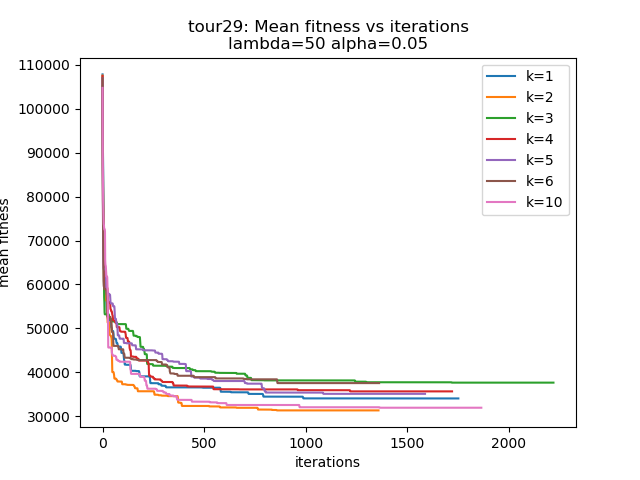 tour29: Mean fitness vs iterations
lambda=50 alpha=0.05
110000
100000
90000
80000
70000
60000
50000
40000
30000
mean fitness
k=1
k=2
k=3
k=4
k=5
k=6
k=10
0
500
1000
1500
2000
iterations